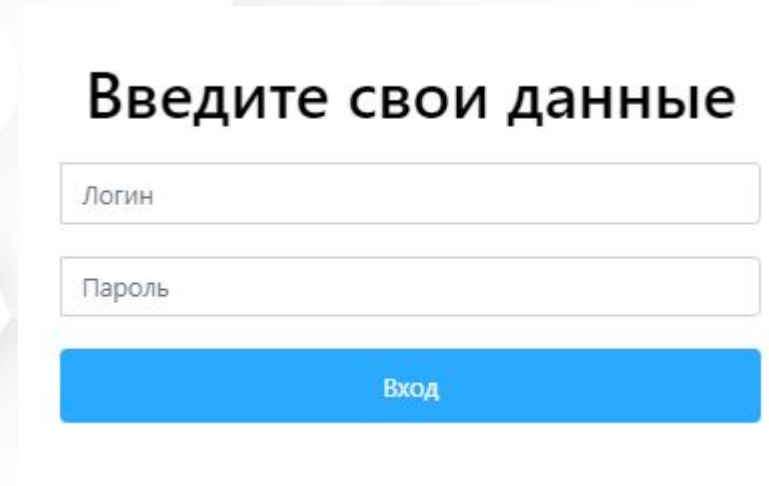 Введите свои данные
Логин
Пароль
Вход